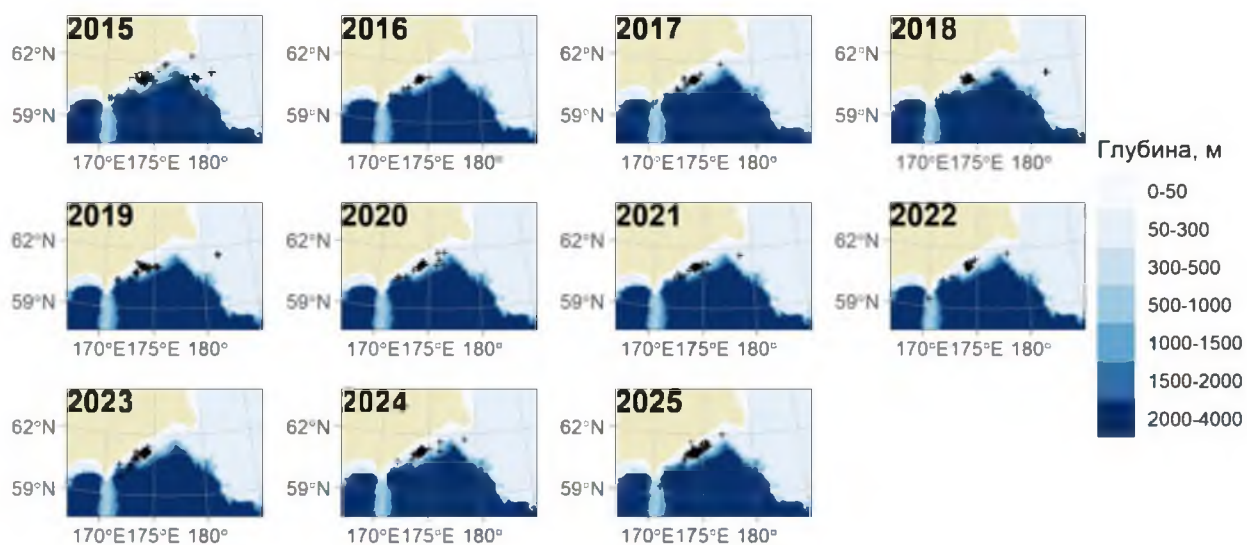 2015 2016 2017 2018
62°N 62°N 62°N 62°N
59°N 59°N 59°N 59°N
170°E175°E 180° 170°E175°E 180° 170°E175°E 180° 170°E175°E 180°
2019 2020 2021 2022
62°N 62°N 62°N 62°N
59°N 59°N 59°N 59°N
170°E175°E 180° 170°E175°E 180° 170°E175°E 180° 170°E175°E 180°
2023 2024 2025
62°N 62°N 62°N
59°N 59°N 59°N
170°E175°E 180° 170°E175°E 180° 170°E175°E 180°
Глубина, м
0-50
50-300
300-500
500-1000
1000-1500
1500-2000
2000-4000